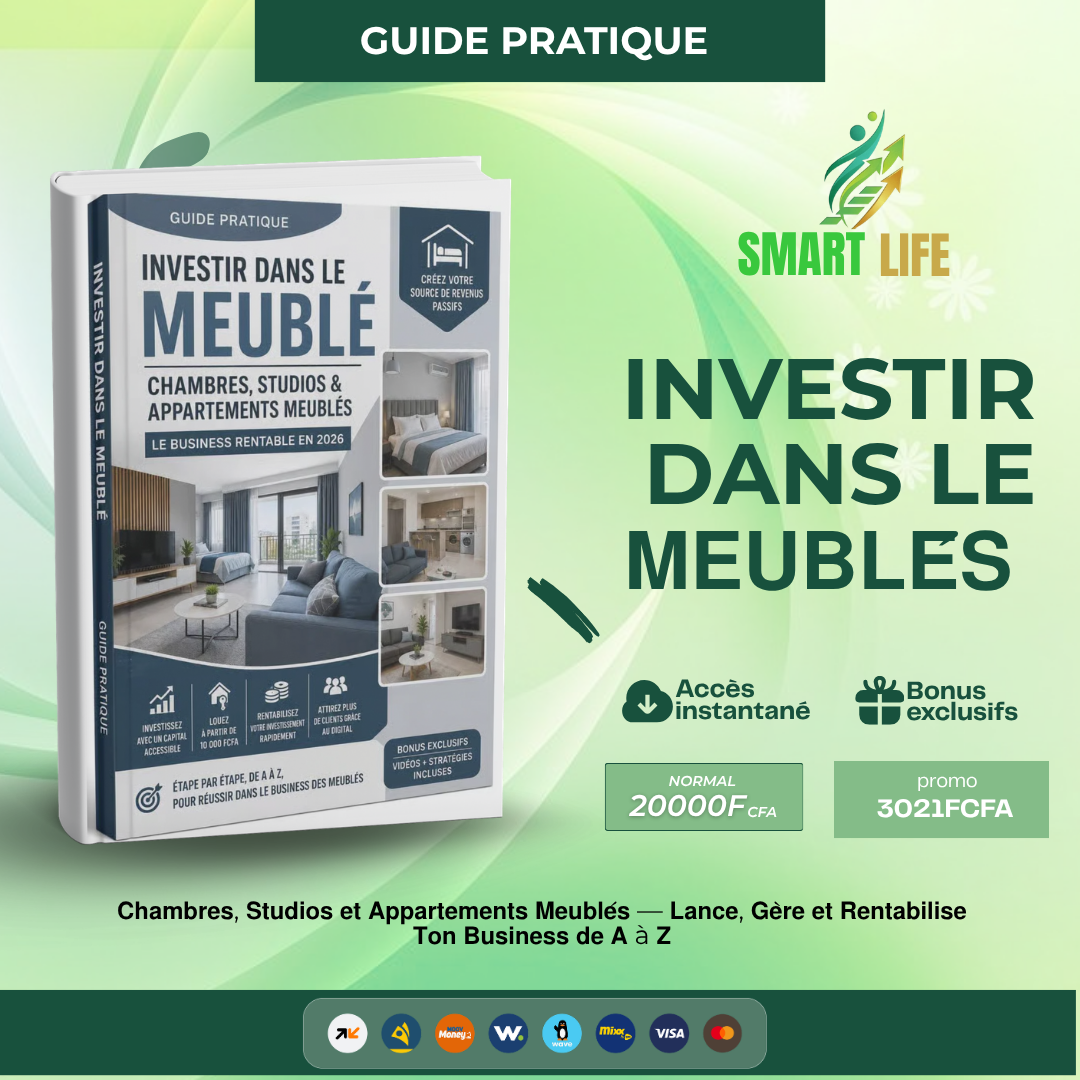 GUIDE PRATIQUE
SMART LIFE
GUIDE PRATIQUE
INVESTIR DANS LE
MEUBLÉ
CHAMBRES, STUDIOS &
APPARTEMENTS MEUBLÉS
LE BUSINESS RENTABLE EN 2026
CRÉEZ VOTRE
SOURCE DE REVENUS
PASSIFS
INVESTIR DANS LE MEUBLÉ
GUIDE PRATIQUE
INVESTISSEZ
AVEC UN CAPITAL
ACCESSIBLE
LOUEZ
À PARTIR DE
10 000 FCFA
RENTABILISEZ
VOTRE INVESTISSEMENT
RAPIDEMENT
ATTIREZ PLUS
DE CLIENTS GRÂCE
AU DIGITAL
BONUS EXCLUSIFS
VIDÉOS + STRATÉGIES
INCLUSES
ÉTAPE PAR ÉTAPE, DE A À Z,
POUR RÉUSSIR DANS LE BUSINESS DES MEUBLÉS
INVESTIR
DANS LE
MEUBLÉS
Accès
instantané
Bonus
exclusifs
NORMAL
20000F CFA
promo
3021FCFA
Chambres, Studios et Appartements Meublés — Lance, Gère et Rentabilise
Ton Business de A à Z
Money
W.
wave
mixx
VISA